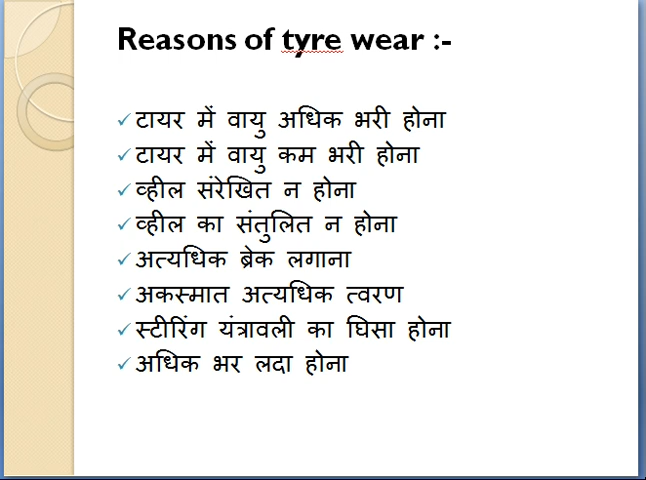 Reasons of tyre wear :-
✓टायर में वायु अधिक भरी होना
✓टायर में वायु कम भरी होना
✓व्हील संरेखित न होना
✓व्हील का संतुलित न होना
✓अत्यधिक ब्रेक लगाना
✓अकस्मात अत्यधिक त्वरण
✓स्टीरिंग यंत्रावली का घिसा होना
✓अधिक भर लदा होना